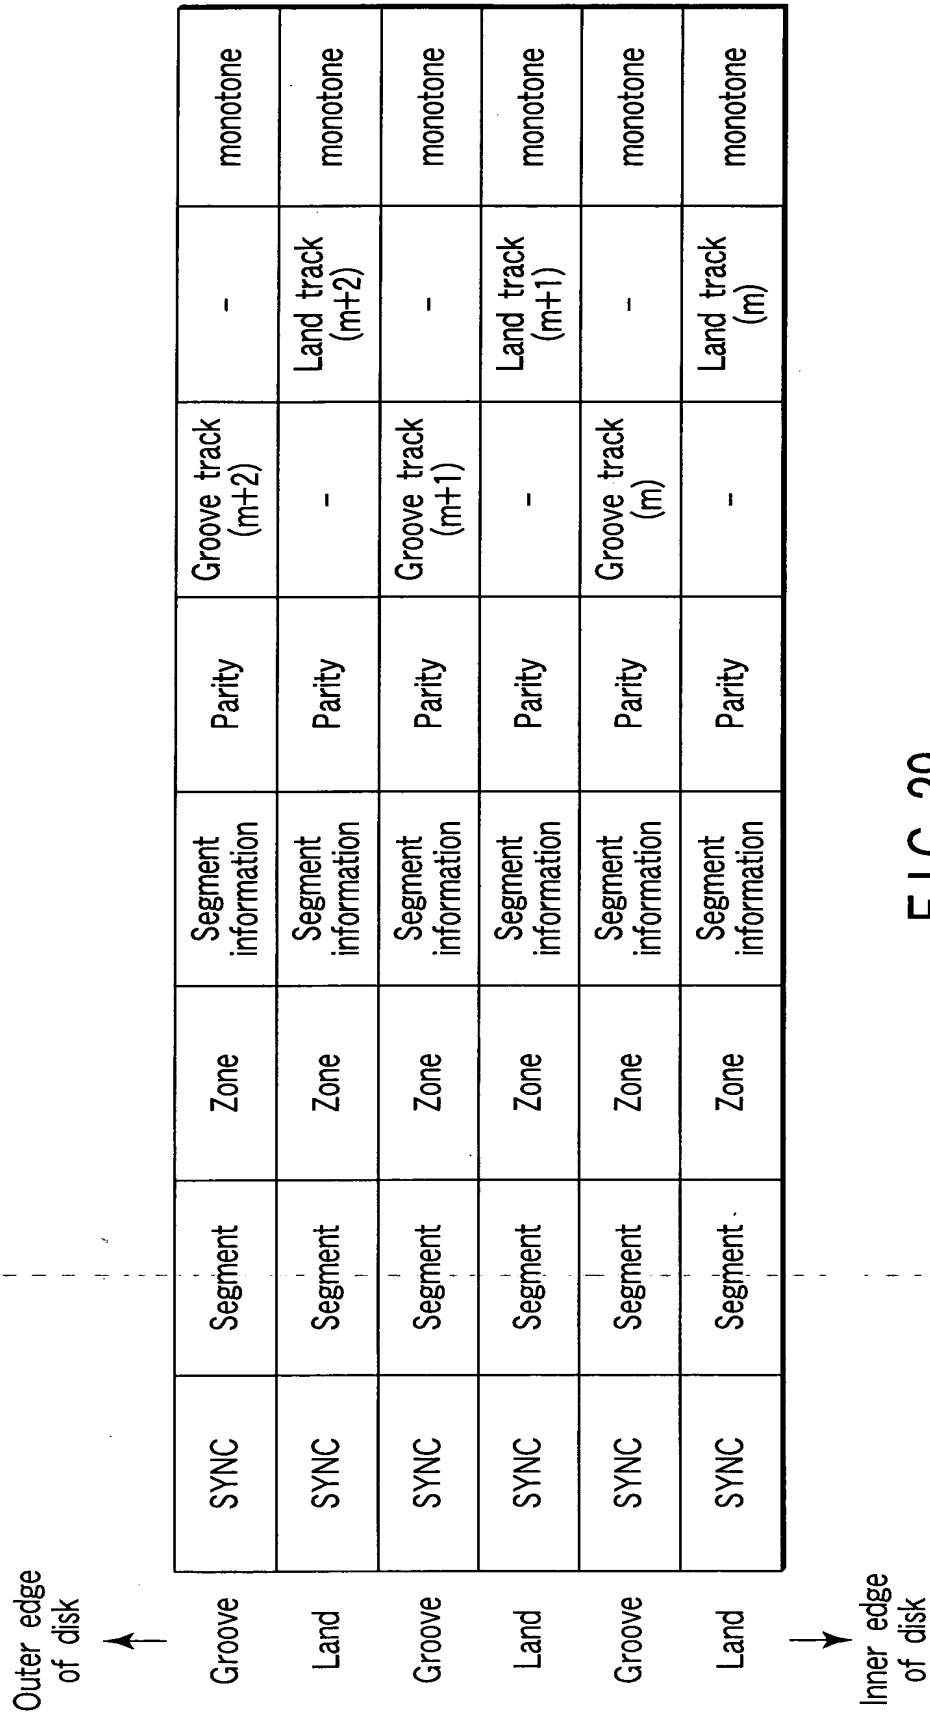 Outer edge
of disk
Groove
SYNC
Segment
Zone
Segment
information
Parity
Groove track
(m+2)
-
monotone
Land
SYNC
Segment
Zone
Segment
information
Parity
-
Land track
(m+2)
monotone
Groove
SYNC
Segment
Zone
Segment
information
Parity
Groove track
(m+1)
-
monotone
Land
SYNC
Segment
Zone
Segment
information
Parity
-
Land track
(m+1)
monotone
Groove
SYNC
Segment
Zone
Segment
information
Parity
Groove track
(m)
-
monotone
Land
SYNC
Segment
Zone
Segment
information
Parity
-
Land track
(m)
monotone
Inner edge
of disk
FIG.